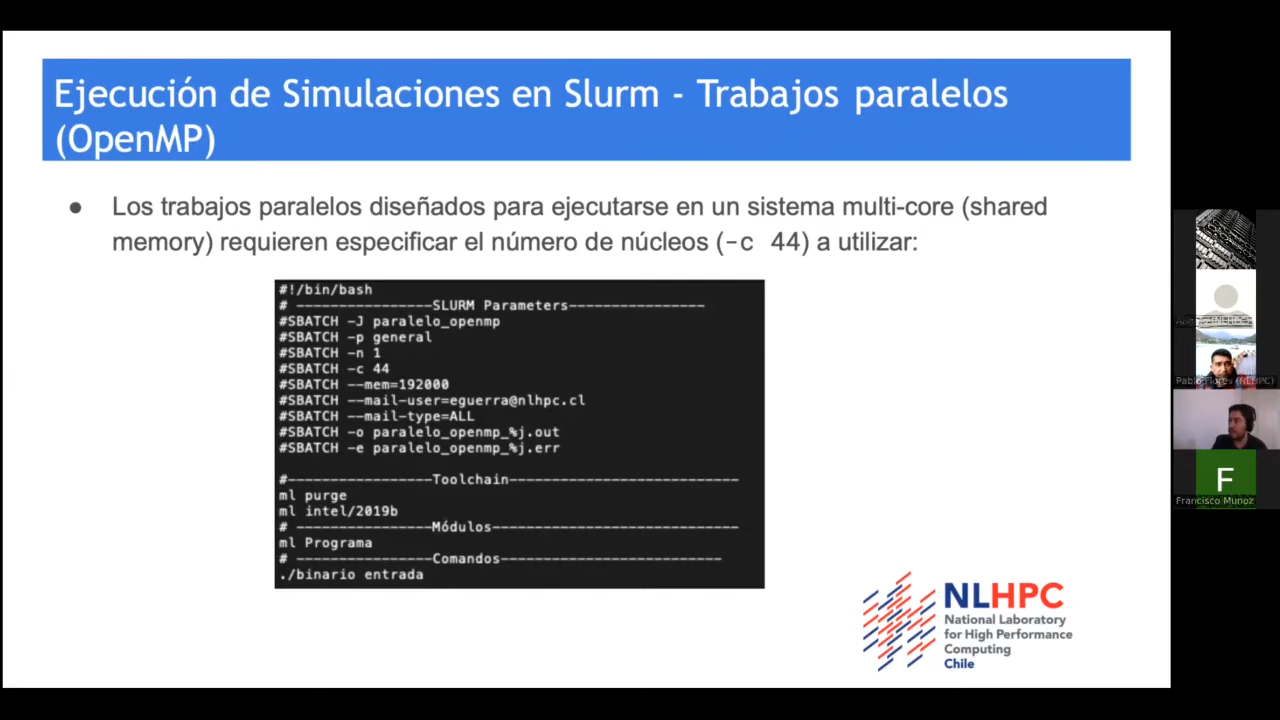 Ejecución de Simulaciones en Slurm - Trabajos paralelos
(OpenMP)
● Los trabajos paralelos diseñados para ejecutarse en un sistema multi-core (shared
memory) requieren especificar el número de núcleos (-c 44) a utilizar:
#!/bin/bash
# ----------------SLURM Parameters----------------
#SBATCH -J paralelo_openmp
#SBATCH -p general
#SBATCH -n 1
#SBATCH -c 44
#SBATCH --mem=192000
#SBATCH --mail-user=eguerra@nlhpc.cl
#SBATCH --mail-type=ALL
#SBATCH -o paralelo_openmp_%j.out
#SBATCH -e paralelo_openmp_%j.err
#-----------------Toolchain---------------------------
ml purge
ml intel/2019b
# ----------------Módulos-----------------------------
ml Programa
# ----------------Comandos--------------------------
./binario entrada
NLHPC
National Laboratory
for High Performance
Computing
Chile
(NLHPC)
Pablo Flores (NLHPC)
F
Francisco Munoz